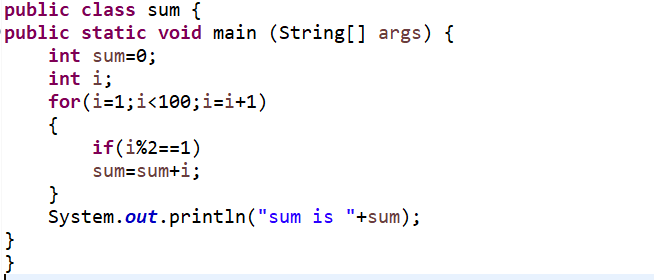 public class sum {
public static void main (String[] args) {
int sum=0;
int i;
for(i=1;i<100;i=i+1)
{
if(i%2==1)
sum=sum+i;
}
System.out.println("sum is "+sum);
}
}